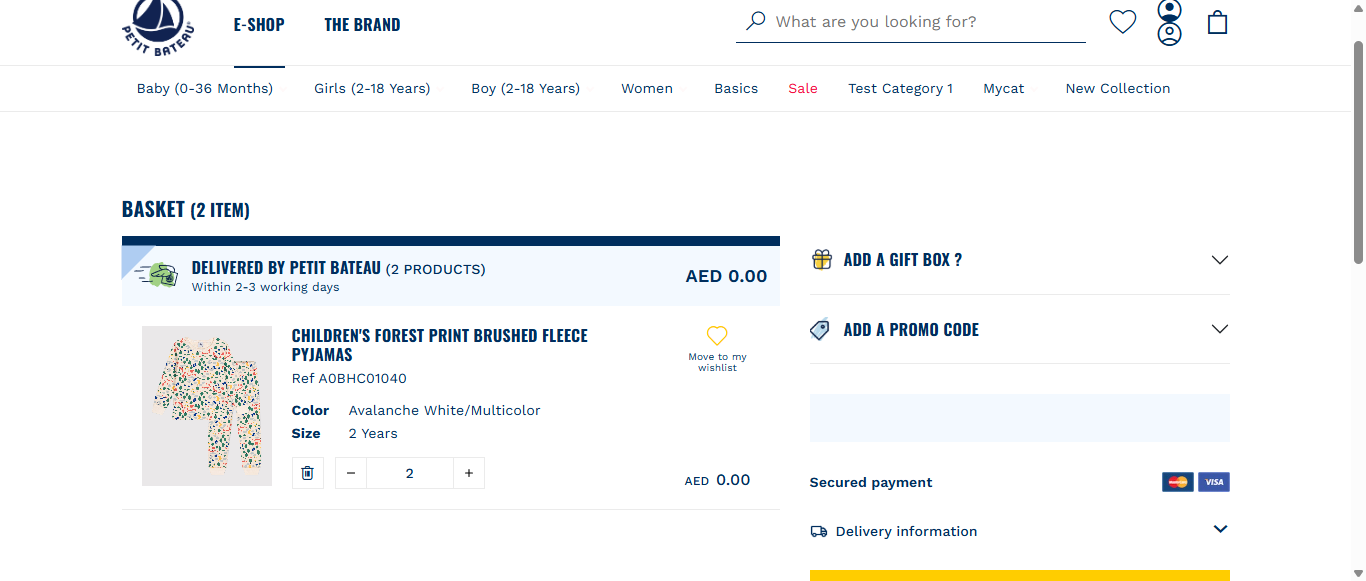 PETIT BATEAU®
E-SHOP
THE BRAND
What are you looking for?
Baby (0-36 Months)
Girls (2-18 Years)
Boy (2-18 Years)
Women
Basics
Sale
Test Category 1
Mycat
New Collection
BASKET (2 ITEM)
DELIVERED BY PETIT BATEAU (2 PRODUCTS)
Within 2-3 working days
AED 0.00
CHILDREN'S FOREST PRINT BRUSHED FLEECE
PYJAMAS
Ref A0BHC01040
Color Avalanche White/Multicolor
Size 2 Years
− 2 +
Move to my
wishlist
AED 0.00
ADD A GIFT BOX ?
ADD A PROMO CODE
Secured payment
VISA
Delivery information